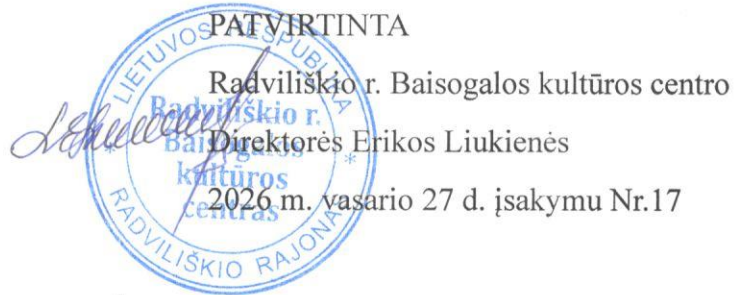 PATVIRTINTA
Radviliškio r. Baisogalos kultūros centro
Direktorės Erikos Liukienės
2026 m. vasario 27 d. įsakymu Nr.17
LIETUVOS RESPUBLIKA
Radviliškio r.
Baisogalos
kultūros
centras
* RADVILIŠKIO RAJONAS *